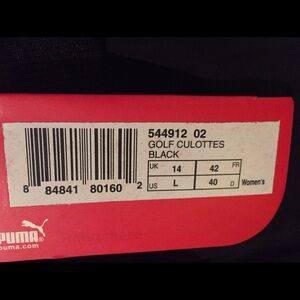 544912 02
GOLF CULOTTES
BLACK
UK 14 42 FR
US L 40 D Women's
8 84841 80160 2
PUMA®
puma.com